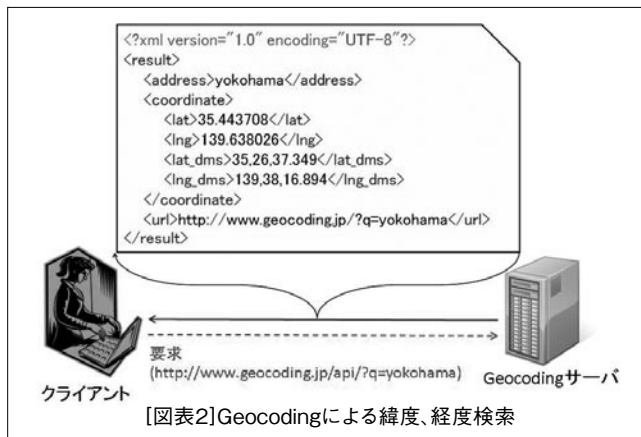 <?xml version="1.0" encoding="UTF-8"?>
<result>
<address>yokohama</address>
<coordinate>
<lat>35.443708</lat>
<lng>139.638026</lng>
<lat_dms>35,26,37.349</lat_dms>
<lng_dms>139,38,16.894</lng_dms>
</coordinate>
<url>http://www.geocoding.jp/?q=yokohama</url>
</result>
要求
(http://www.geocoding.jp/api/?q=yokohama)
クライアント
Geocodingサーバ
[図表2]Geocodingによる緯度、経度検索